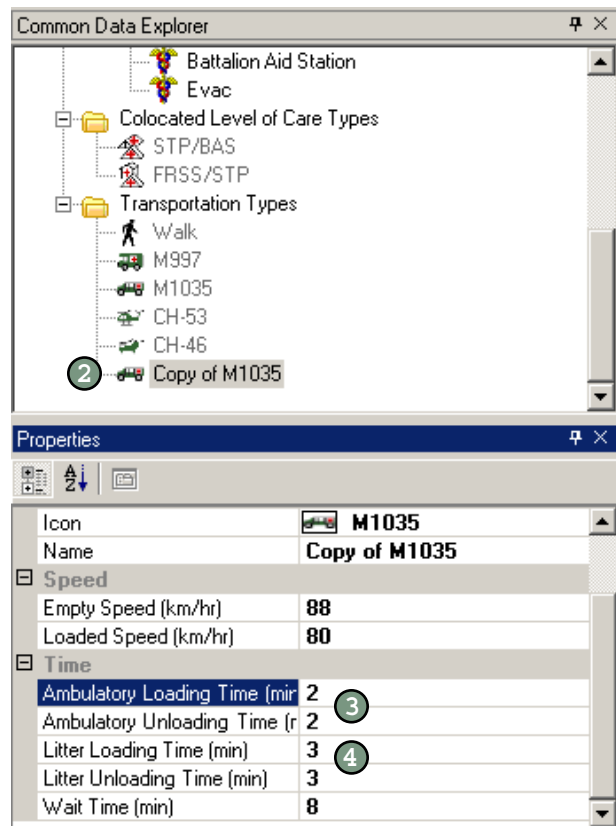 Common Data Explorer
Battalion Aid Station
Evac
Colocated Level of Care Types
STP/BAS
FRSS/STP
Transportation Types
Walk
M997
M1035
CH-53
CH-46
2 Copy of M1035
Properties
Icon M1035
Name Copy of M1035
Speed
Empty Speed (km/hr) 88
Loaded Speed (km/hr) 80
Time
Ambulatory Loading Time (mir 2
3
Ambulatory Unloading Time (r 2
Litter Loading Time (min) 3 4
Litter Unloading Time (min) 3
Wait Time (min) 8